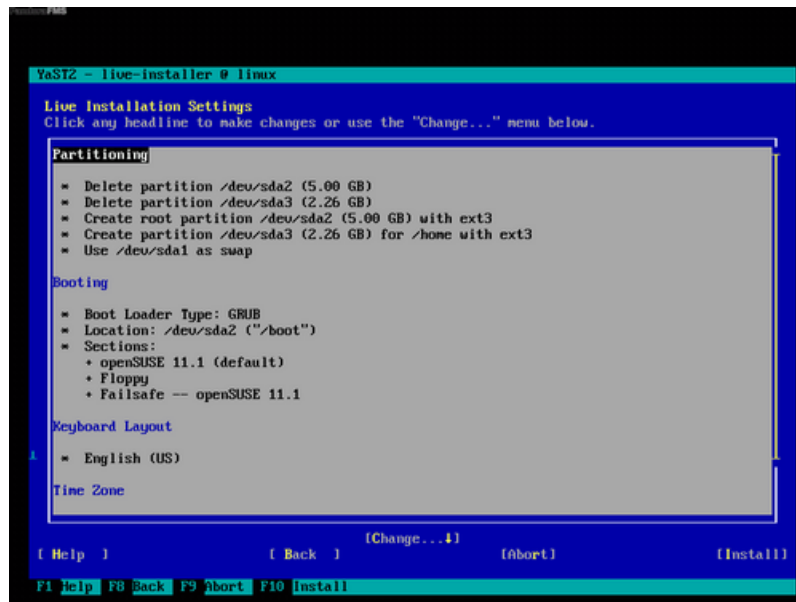 PandoraFMS
YaST2 - live-installer @ linux
Live Installation Settings
Click any headline to make changes or use the "Change..." menu below.
Partitioning
* Delete partition /dev/sda2 (5.00 GB)
* Delete partition /dev/sda3 (2.26 GB)
* Create root partition /dev/sda2 (5.00 GB) with ext3
* Create partition /dev/sda3 (2.26 GB) for /home with ext3
* Use /dev/sda1 as swap
Booting
* Boot Loader Type: GRUB
* Location: /dev/sda2 ("/boot")
* Sections:
+ openSUSE 11.1 (default)
+ Floppy
+ Failsafe -- openSUSE 11.1
Keyboard Layout
* English (US)
Time Zone
[Change...↓]
[ Help ] [ Back ] [Abort] [Install]
F1 Help F8 Back F9 Abort F10 Install